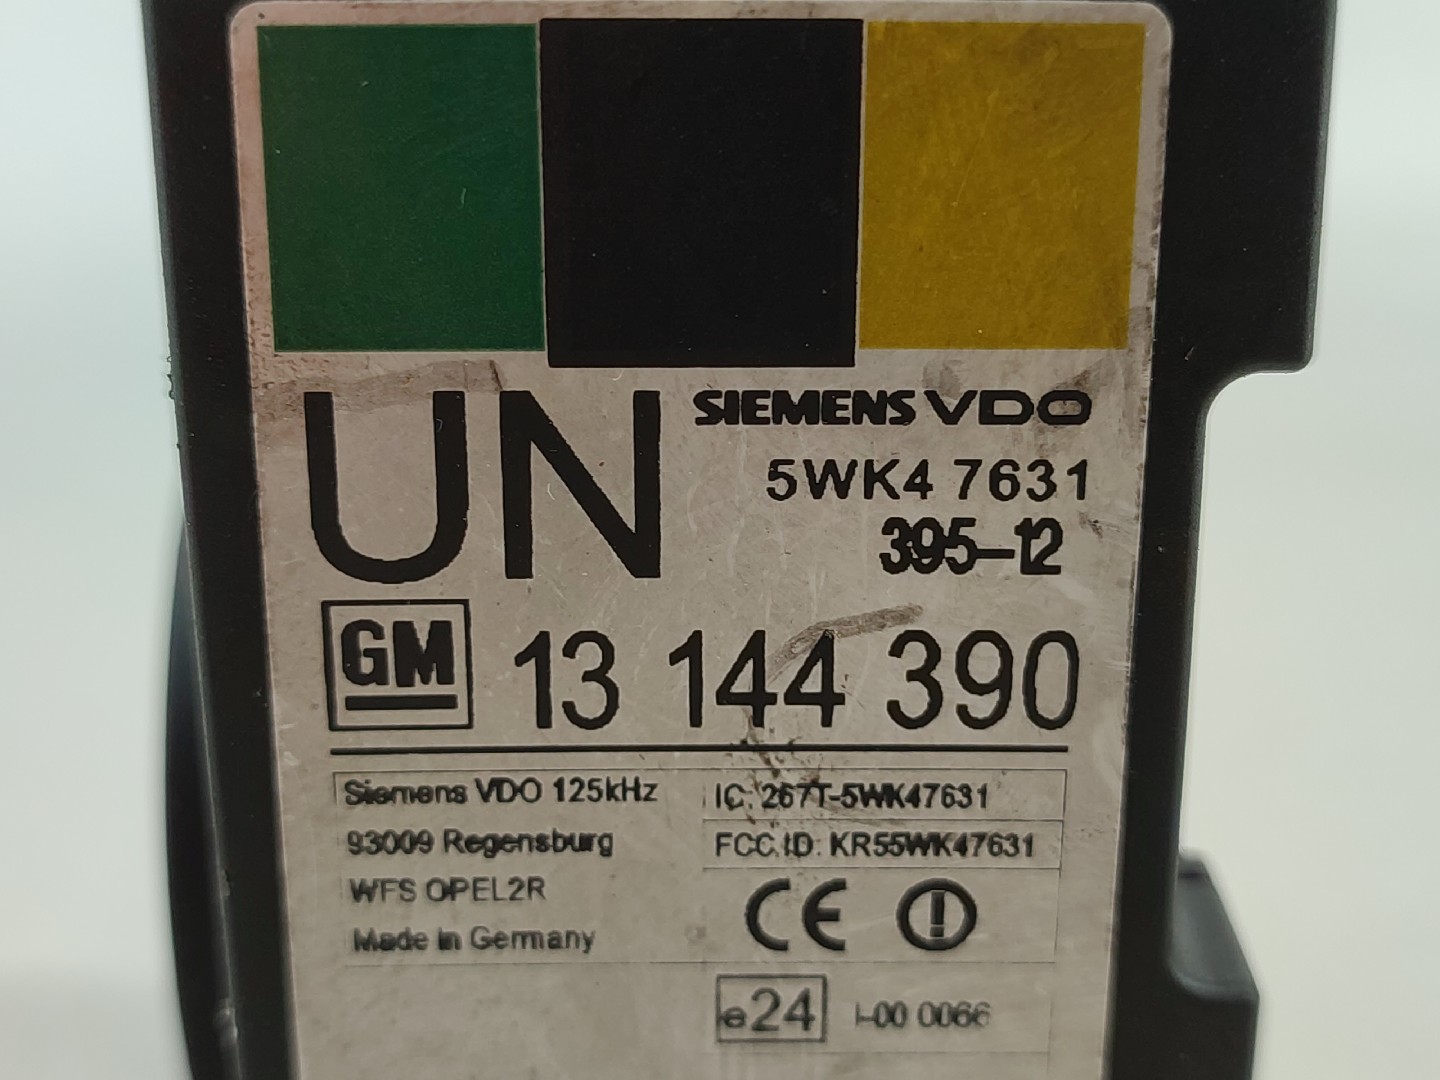 UN
SIEMENS VDO
5WK4 7631
395-12
GM 13 144 390
Siemens VDO 125kHz
93009 Regensburg
WFS OPEL2R
Made in Germany
IC: 267T-5WK47631
FCC.ID: KR55WK47631
CE
e24 I-00 0066